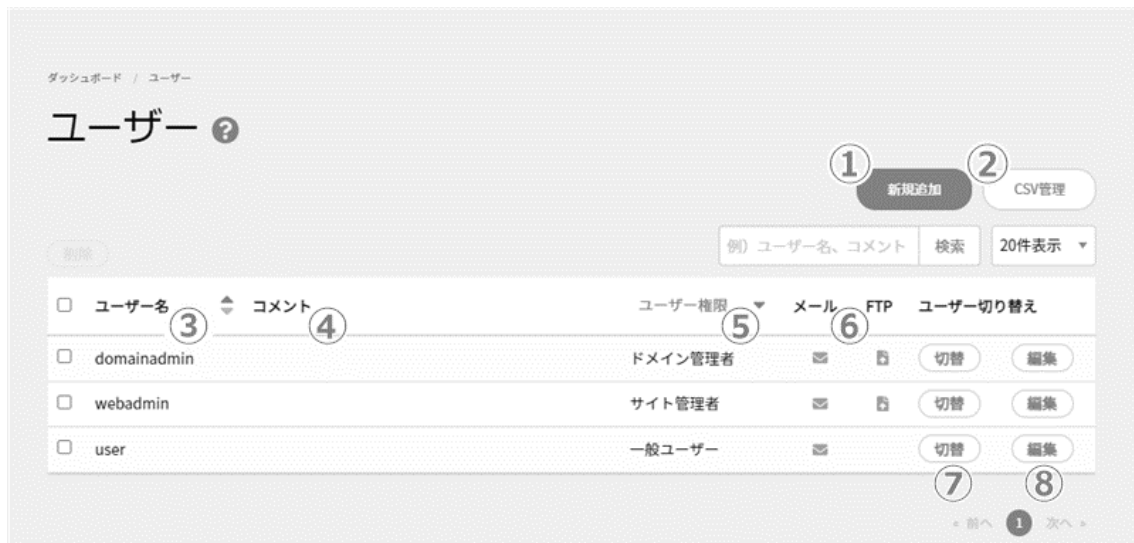 ダッシュボード / ユーザー
ユーザー ?
① ②
新規追加 CSV管理
削除 例）ユーザー名、コメント 検索 20件表示
ユーザー名 コメント ユーザー権限 メール FTP ユーザー切り替え
③ ④ ⑤ ⑥
domainadmin ドメイン管理者 切替 編集
webadmin サイト管理者 切替 編集
user 一般ユーザー 切替 編集
⑦ ⑧
« 前へ 1 次へ »